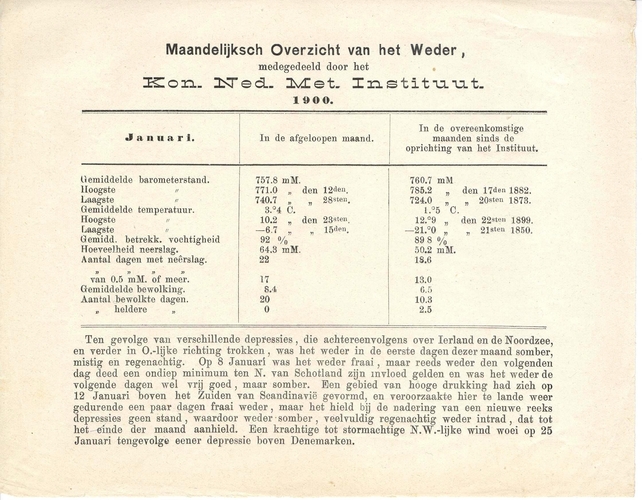 Maandelijksch Overzicht van het Weder,
medegedeeld door het
Kon. Ned. Met. Instituut.
1900.
Januari. In de afgeloopen maand. In de overeenkomstige maanden sinds de oprichting van het Instituut.
Gemiddelde barometerstand. 757.8 mM. 760.7 mM
Hoogste " 771.0 „ den 12den. 785.2 „ den 17den 1882.
Laagste " 740.7 „ „ 28sten. 724.0 „ „ 20sten 1873.
Gemiddelde temperatuur. 3.°4 C. 1.°5 C.
Hoogste " 10.2 „ den 23sten. 12.°9 „ den 22sten 1899.
Laagste " —6.7 „ „ 15den. —21.°0 „ „ 21sten 1850.
Gemidd. betrekk. vochtigheid 92 % 89 8 %
Hoeveelheid neerslag. 64.3 mM. 50.2 mM.
Aantal dagen met neêrslag. 22 18.6
„ „ „ „
van 0.5 mM. of meer. 17 13.0
Gemiddelde bewolking. 8.4 6.5
Aantal bewolkte dagen. 20 10.3
„ heldere „ 0 2.5
Ten gevolge van verschillende depressies, die achtereenvolgens over Ierland en de Noordzee,
en verder in O.-lijke richting trokken, was het weder in de eerste dagen dezer maand somber,
mistig en regenachtig. Op 8 Januari was het weder fraai, maar reeds weder den volgenden
dag deed een ondiep minimum ten N. van Schotland zijn invloed gelden en was het weder de
volgende dagen wel vrij goed, maar somber. Een gebied van hooge drukking had zich op
12 Januari boven het Zuiden van Scandinavië gevormd, en veroorzaakte hier te lande weer
gedurende een paar dagen fraai weder, maar het hield bij de nadering van een nieuwe reeks
depressies geen stand, waardoor weder somber, veelvuldig regenachtig weder intrad, dat tot
het einde der maand aanhield. Een krachtige tot stormachtige N.W.-lijke wind woei op 25
Januari tengevolge eener depressie boven Denemarken.